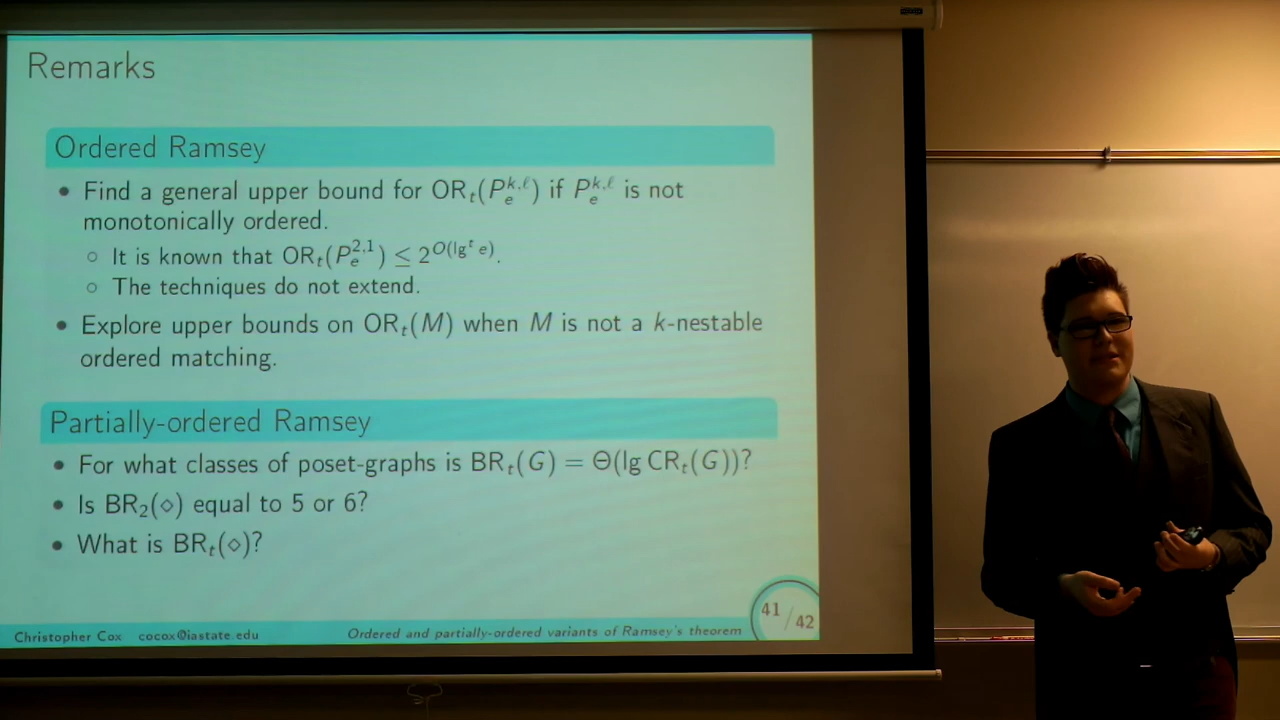 Remarks
Ordered Ramsey
• Find a general upper bound for OR_t(P_e^{k,ℓ}) if P_e^{k,ℓ} is not
monotonically ordered.
○ It is known that OR_t(P_e^{2,1}) ≤ 2^{O(lg^t e)}.
○ The techniques do not extend.
• Explore upper bounds on OR_t(M) when M is not a k-nestable
ordered matching.
Partially-ordered Ramsey
• For what classes of poset-graphs is BR_t(G) = Θ(lg CR_t(G))?
• Is BR_2(⋄) equal to 5 or 6?
• What is BR_t(⋄)?
41/42
Christopher Cox cocox@iastate.edu Ordered and partially-ordered variants of Ramsey's theorem